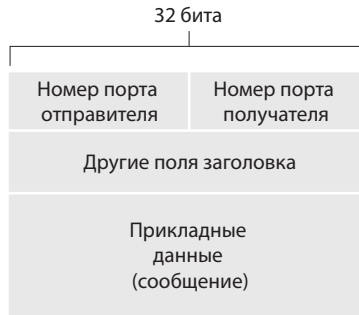 32 бита
Номер порта
отправителя
Номер порта
получателя
Другие поля заголовка
Прикладные
данные
(сообщение)